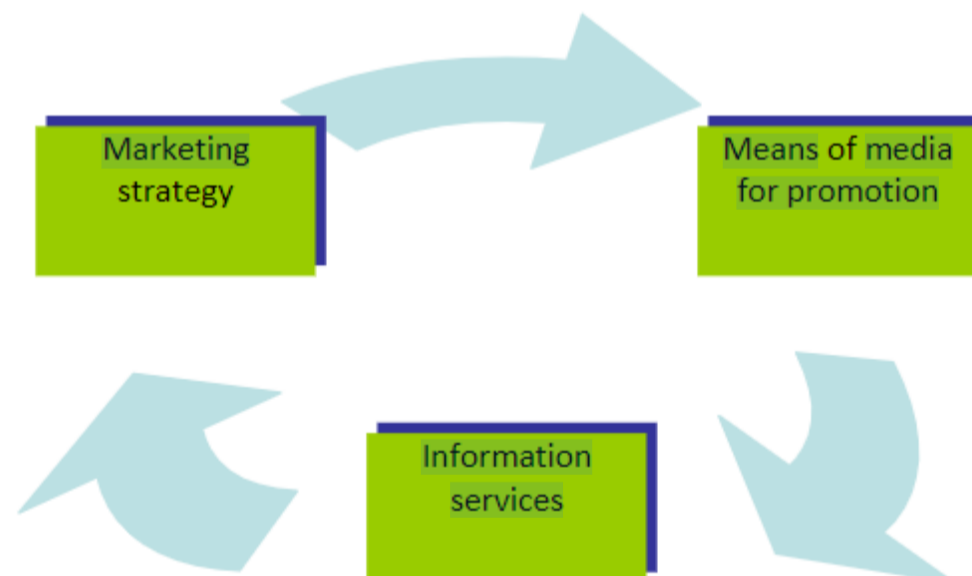 Marketing
strategy
Means of media
for promotion
Information
services